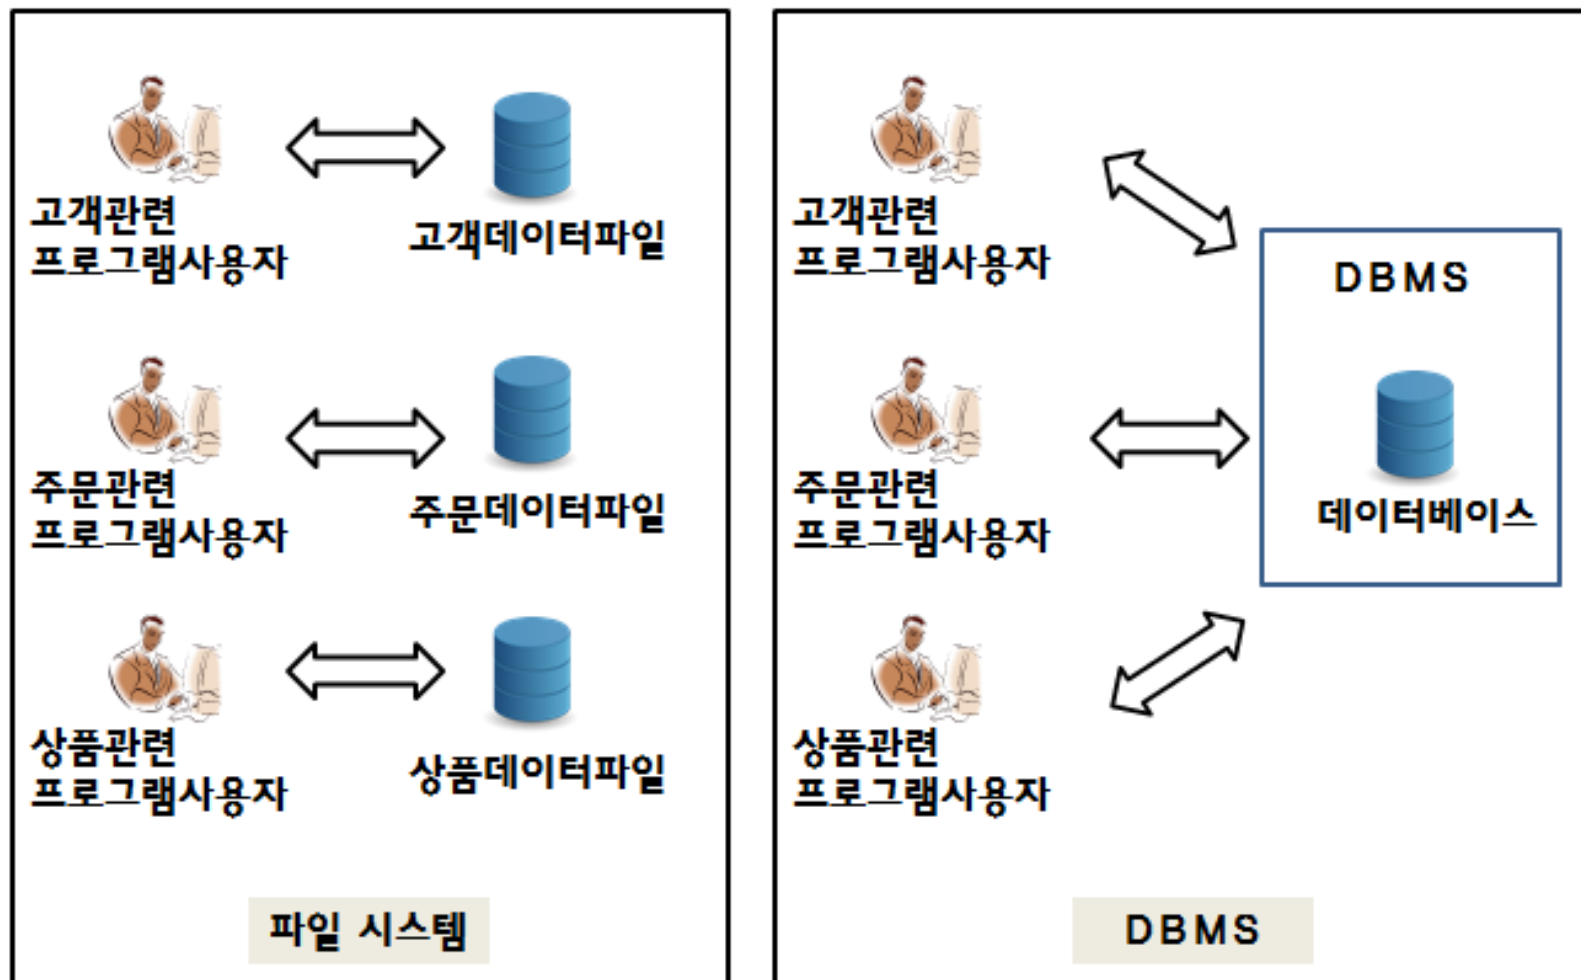 고객관련
프로그램사용자
고객데이터파일
주문관련
프로그램사용자
주문데이터파일
상품관련
프로그램사용자
상품데이터파일
파일 시스템
고객관련
프로그램사용자
주문관련
프로그램사용자
상품관련
프로그램사용자
DBMS
데이터베이스
DBMS